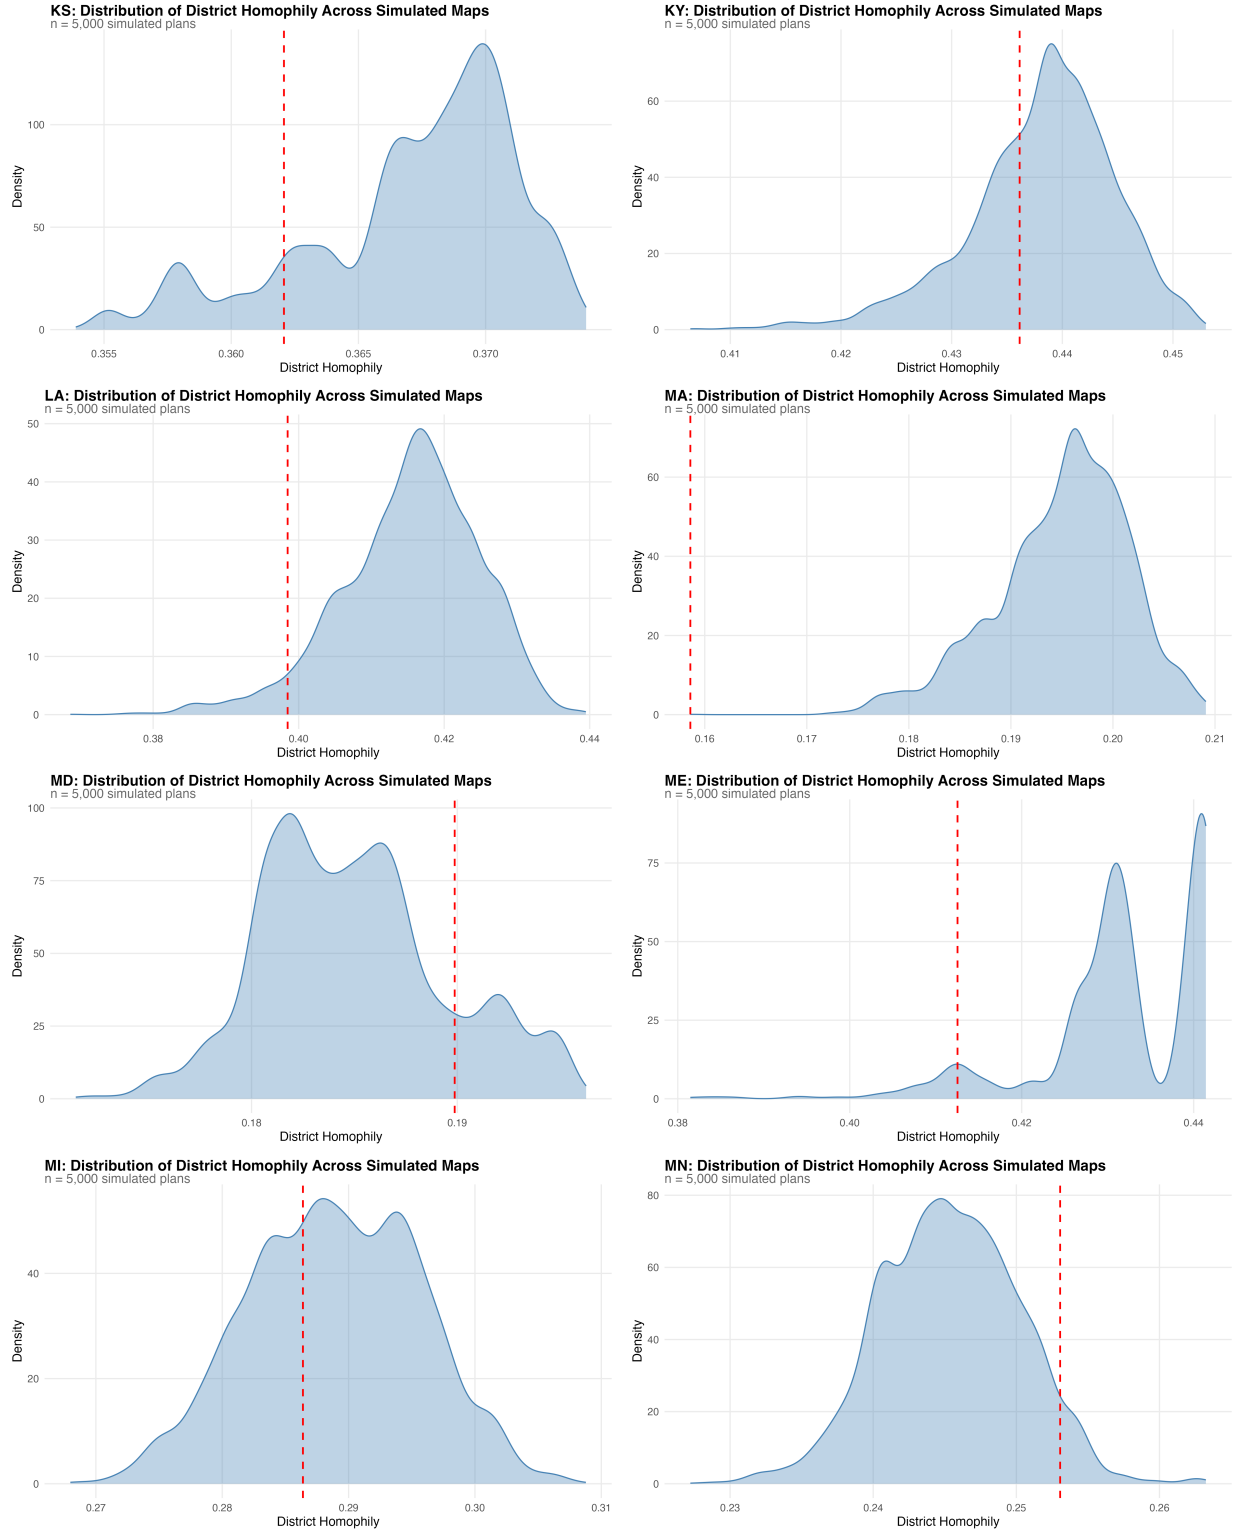 KS: Distribution of District Homophily Across Simulated Maps
n = 5,000 simulated plans
Density
100
50
0
0.355 0.360 0.365 0.370
District Homophily
KY: Distribution of District Homophily Across Simulated Maps
n = 5,000 simulated plans
Density
60
40
20
0
0.41 0.42 0.43 0.44 0.45
District Homophily
LA: Distribution of District Homophily Across Simulated Maps
n = 5,000 simulated plans
Density
50
40
30
20
10
0
0.38 0.40 0.42 0.44
District Homophily
MA: Distribution of District Homophily Across Simulated Maps
n = 5,000 simulated plans
Density
60
40
20
0
0.16 0.17 0.18 0.19 0.20 0.21
District Homophily
MD: Distribution of District Homophily Across Simulated Maps
n = 5,000 simulated plans
Density
100
75
50
25
0
0.18 0.19
District Homophily
ME: Distribution of District Homophily Across Simulated Maps
n = 5,000 simulated plans
Density
75
50
25
0
0.38 0.40 0.42 0.44
District Homophily
MI: Distribution of District Homophily Across Simulated Maps
n = 5,000 simulated plans
Density
40
20
0
0.27 0.28 0.29 0.30 0.31
District Homophily
MN: Distribution of District Homophily Across Simulated Maps
n = 5,000 simulated plans
Density
80
60
40
20
0
0.23 0.24 0.25 0.26
District Homophily